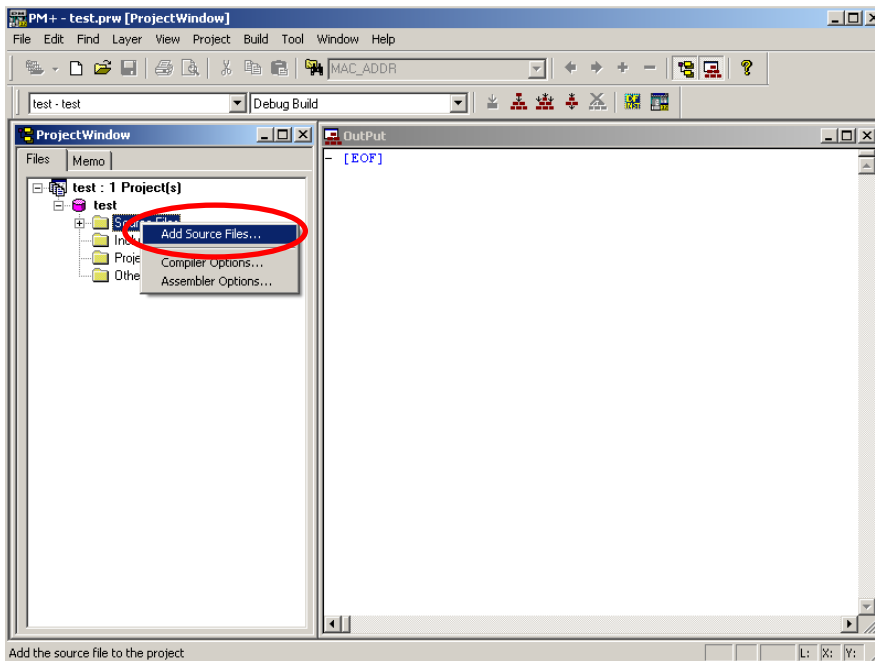 PM+ - test.prw [ProjectWindow]
File Edit Find Layer View Project Build Tool Window Help
MAC_ADDR
test - test Debug Build
ProjectWindow
OutPut
Files Memo
[EOF]
test : 1 Project(s)
test
Add Source Files...
Compiler Options...
Assembler Options...
Add the source file to the project
L: X: Y: